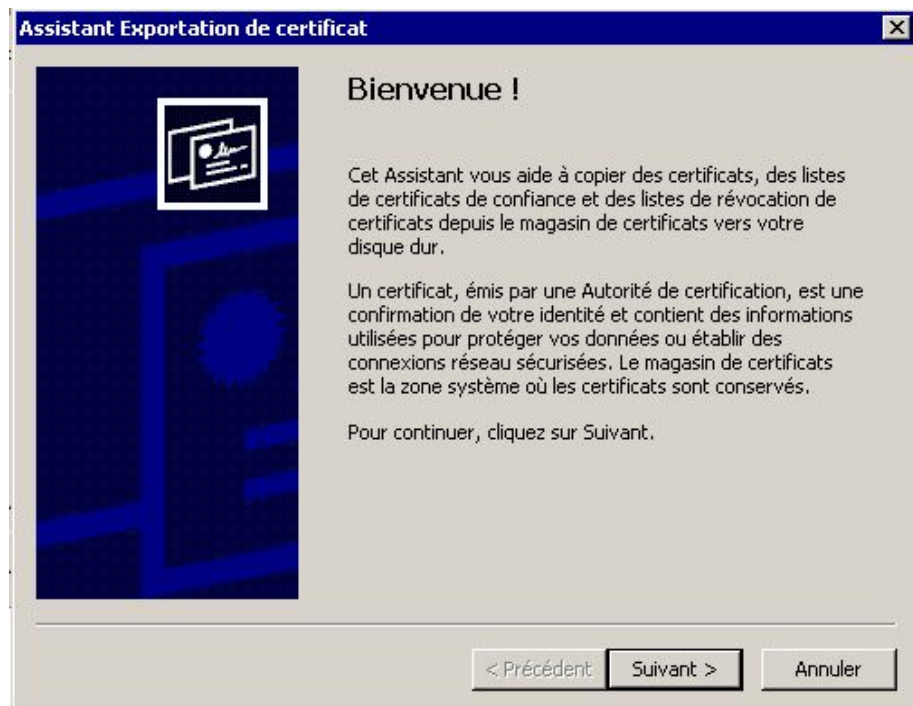 Assistant Exportation de certificat
Bienvenue !
Cet Assistant vous aide à copier des certificats, des listes
de certificats de confiance et des listes de révocation de
certificats depuis le magasin de certificats vers votre
disque dur.
Un certificat, émis par une Autorité de certification, est une
confirmation de votre identité et contient des informations
utilisées pour protéger vos données ou établir des
connexions réseau sécurisées. Le magasin de certificats
est la zone système où les certificats sont conservés.
Pour continuer, cliquez sur Suivant.
< Précédent
Suivant >
Annuler